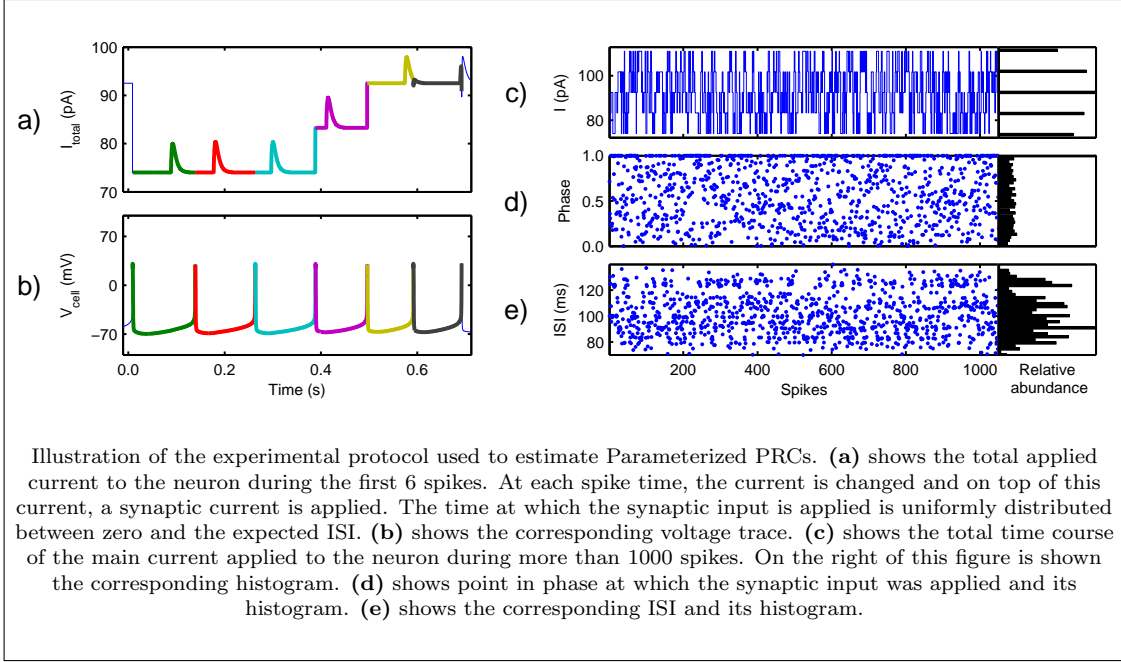 a)
I_total (pA)
100
90
80
70
b)
V_cell (mV)
70
0
−70
0.0 0.2 0.4 0.6
Time (s)
c)
I (pA)
100
80
d)
Phase
1.0
0.5
0.0
e)
ISI (ms)
120
100
80
200 400 600 800 1000
Spikes
Relative
abundance
Illustration of the experimental protocol used to estimate Parameterized PRCs. (a) shows the total applied
current to the neuron during the first 6 spikes. At each spike time, the current is changed and on top of this
current, a synaptic current is applied. The time at which the synaptic input is applied is uniformly distributed
between zero and the expected ISI. (b) shows the corresponding voltage trace. (c) shows the total time course
of the main current applied to the neuron during more than 1000 spikes. On the right of this figure is shown
the corresponding histogram. (d) shows point in phase at which the synaptic input was applied and its
histogram. (e) shows the corresponding ISI and its histogram.